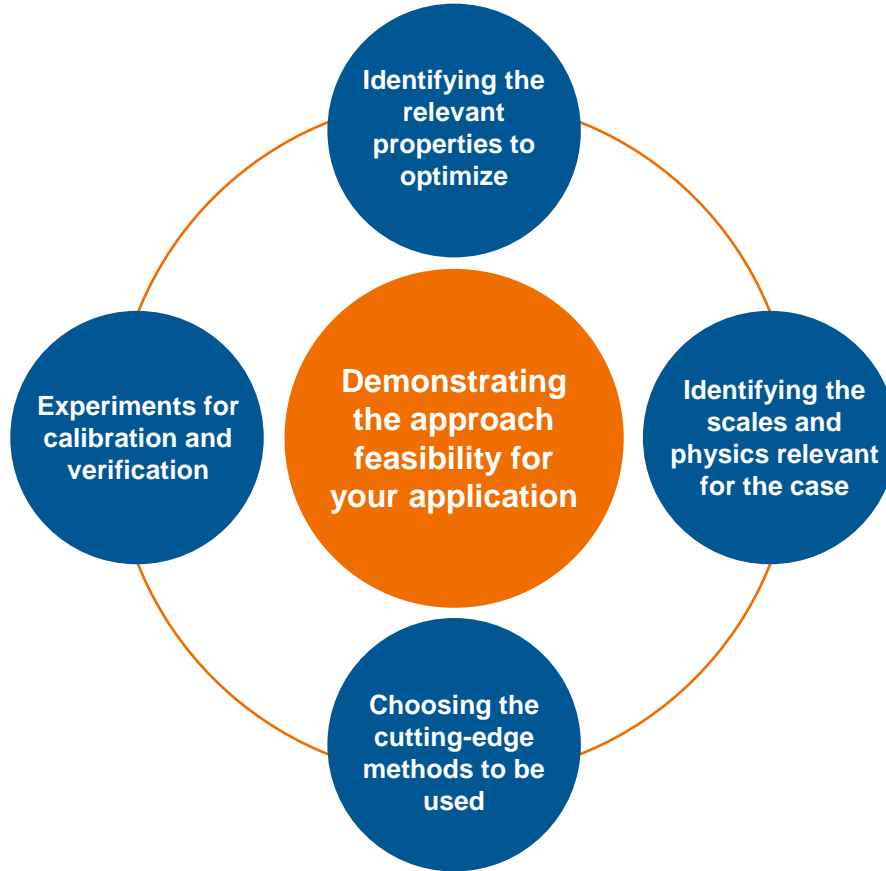 Identifying the
relevant
properties to
optimize
Experiments for
calibration and
verification
Demonstrating
the approach
feasibility for
your application
Identifying the
scales and
physics relevant
for the case
Choosing the
cutting-edge
methods to be
used